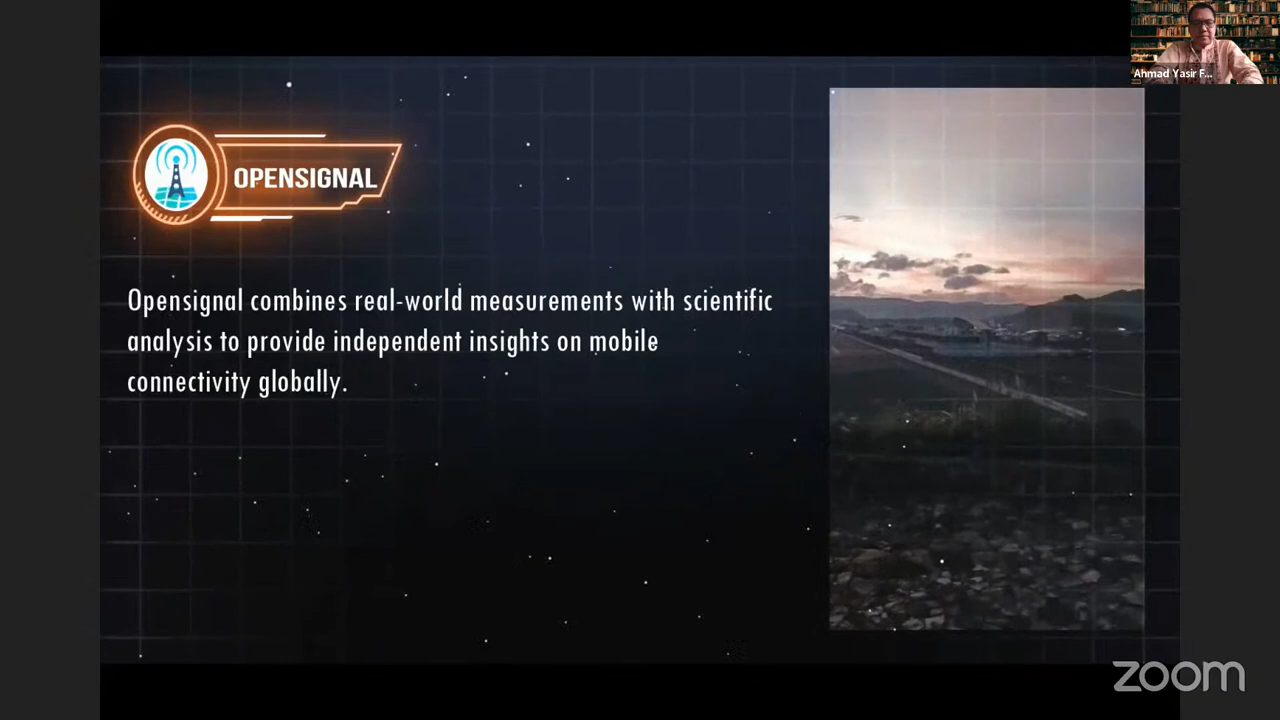 Ahmad Yasir F...
OPENSIGNAL
Opensignal combines real-world measurements with scientific
analysis to provide independent insights on mobile
connectivity globally.
zoom